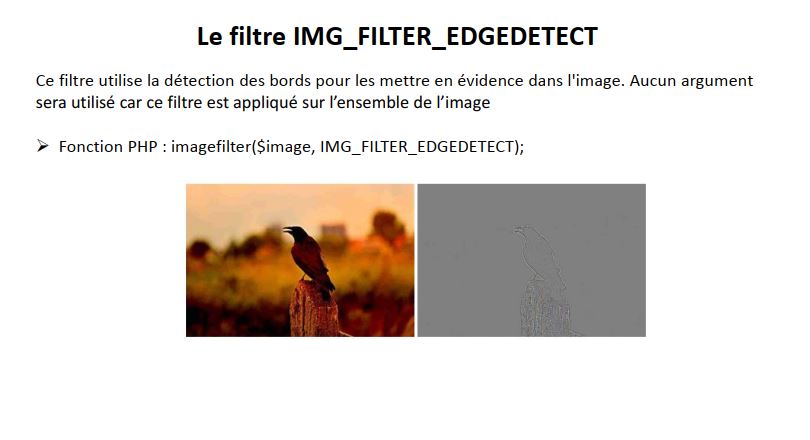 Le filtre IMG_FILTER_EDGEDETECT
Ce filtre utilise la détection des bords pour les mettre en évidence dans l'image. Aucun argument
sera utilisé car ce filtre est appliqué sur l’ensemble de l’image
➢ Fonction PHP : imagefilter($image, IMG_FILTER_EDGEDETECT);